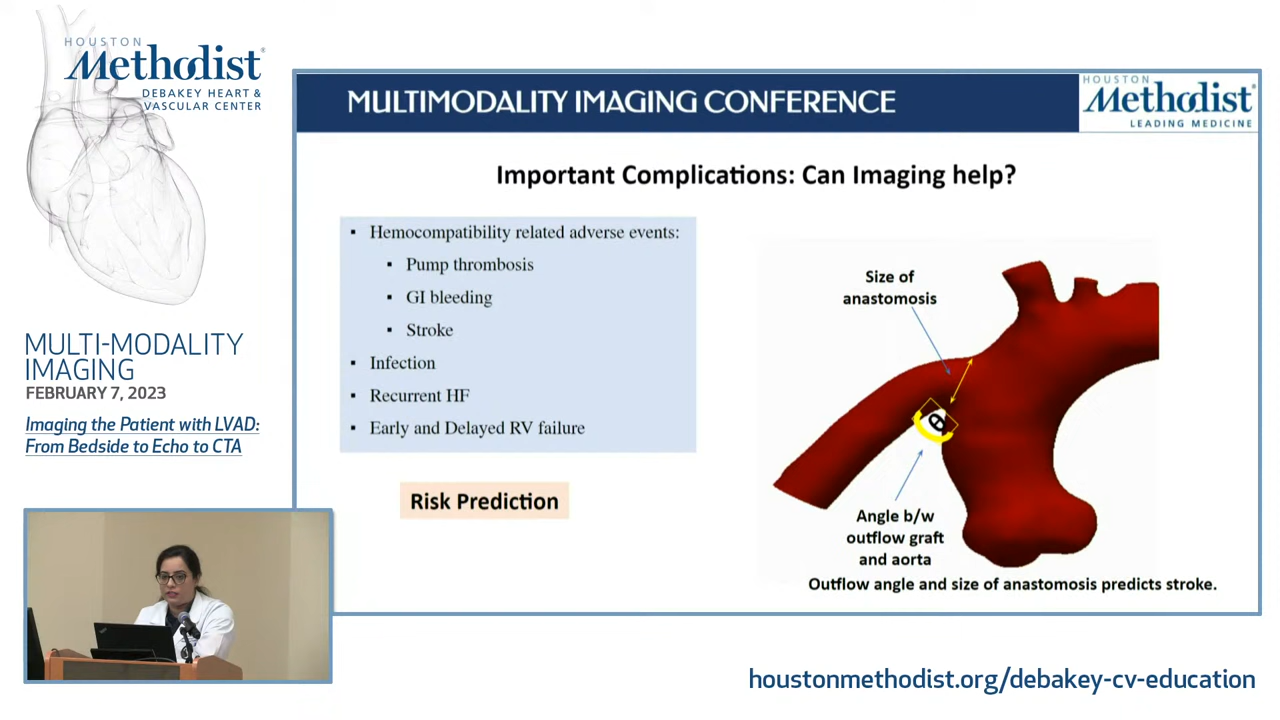 HOUSTON
Methodist
DEBAKEY HEART &
VASCULAR CENTER
MULTI-MODALITY
IMAGING
FEBRUARY 7, 2023
Imaging the Patient with LVAD:
From Bedside to Echo to CTA
MULTIMODALITY IMAGING CONFERENCE
HOUSTON
Methodist
LEADING MEDICINE
Important Complications: Can Imaging help?
▪ Hemocompatibility related adverse events:
▪ Pump thrombosis
▪ GI bleeding
▪ Stroke
▪ Infection
▪ Recurrent HF
▪ Early and Delayed RV failure
Risk Prediction
Size of
anastomosis
θ
Angle b/w
outflow graft
and aorta
Outflow angle and size of anastomosis predicts stroke.
houstonmethodist.org/debakey-cv-education